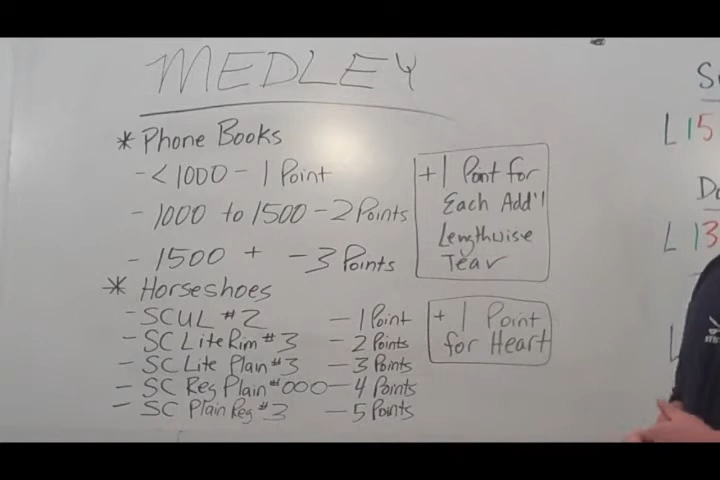 MEDLEY
* Phone Books
- < 1000 - 1 Point
- 1000 to 1500 - 2 Points
- 1500 + - 3 Points
+ 1 Point for
Each Add'l
Lengthwise
Tear
* Horseshoes
- SCUL #2 - 1 Point
- SC Lite Rim #3 - 2 Points
- SC Lite Plain #3 - 3 Points
- SC Reg Plain #000 - 4 Points
- SC Plain Reg #3 - 5 Points
+ 1 Point
for Heart
L 15
L 13
L